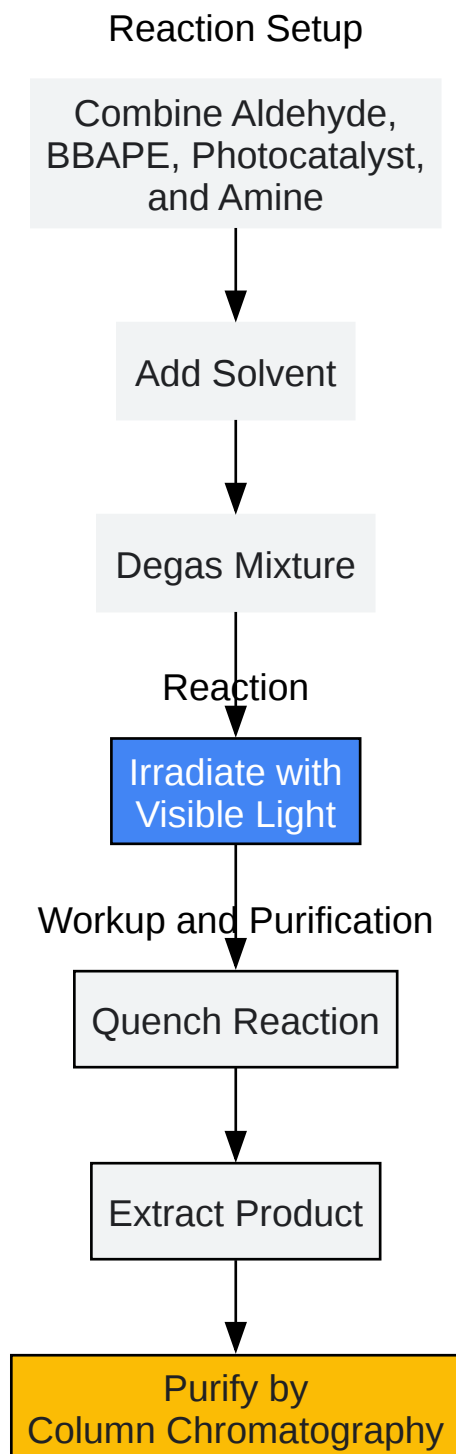 Reaction Setup
Combine Aldehyde,
BBAPE, Photocatalyst,
and Amine
Add Solvent
Degas Mixture
Reaction
Irradiate with
Visible Light
Workup and Purification
Quench Reaction
Extract Product
Purify by
Column Chromatography